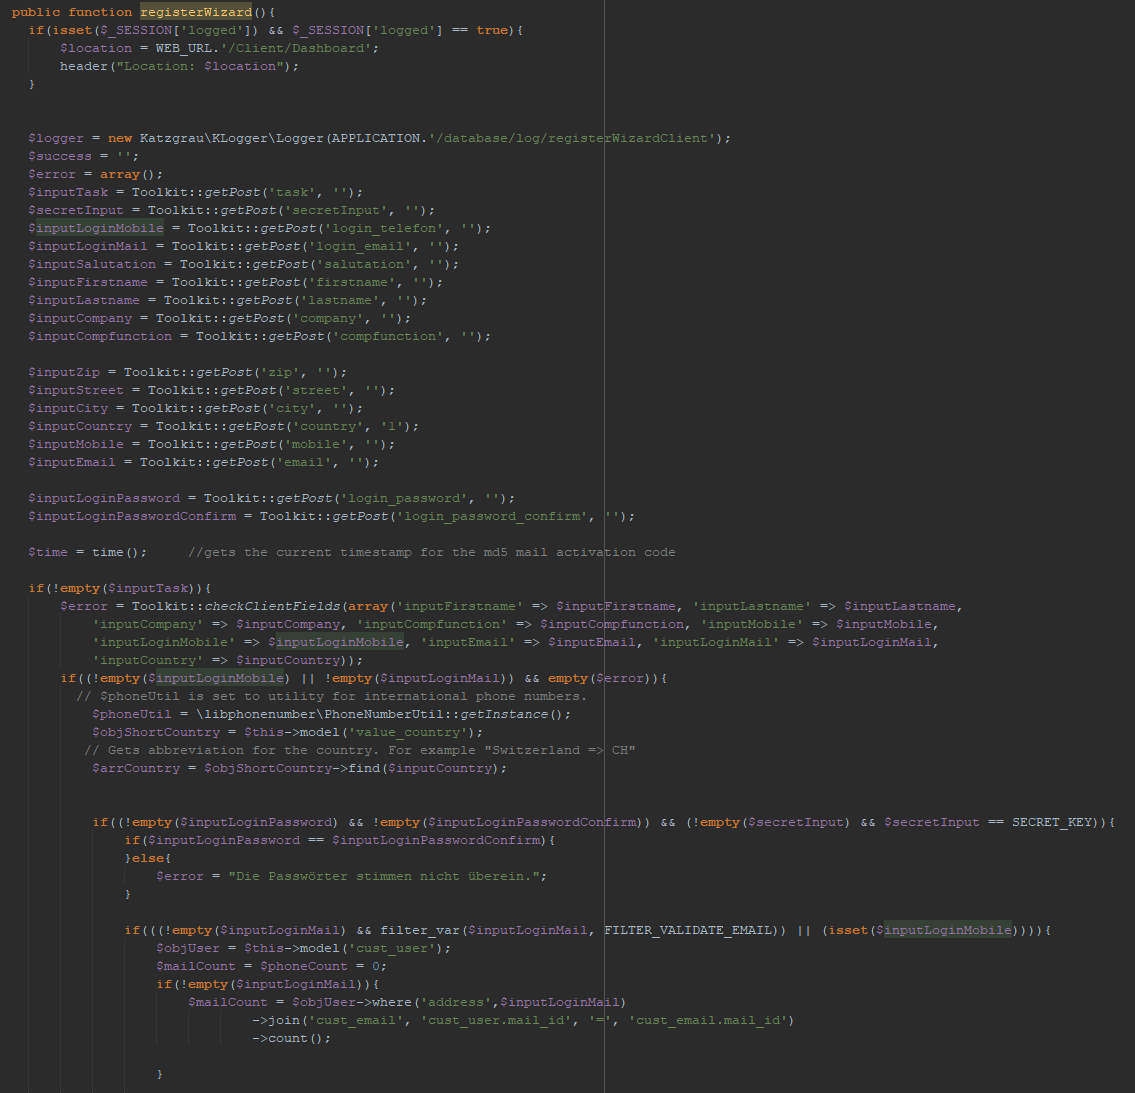 public function registerWizard(){
if(isset($_SESSION['logged']) && $_SESSION['logged'] == true){
$location = WEB_URL.'/Client/Dashboard';
header("Location: $location");
}
$logger = new Katzgrau\KLogger\Logger(APPLICATION.'/database/log/registerWizardClient');
$success = '';
$error = array();
$inputTask = Toolkit::getPost('task', '');
$secretInput = Toolkit::getPost('secretInput', '');
$inputLoginMobile = Toolkit::getPost('login_telefon', '');
$inputLoginMail = Toolkit::getPost('login_email', '');
$inputSalutation = Toolkit::getPost('salutation', '');
$inputFirstname = Toolkit::getPost('firstname', '');
$inputLastname = Toolkit::getPost('lastname', '');
$inputCompany = Toolkit::getPost('company', '');
$inputCompfunction = Toolkit::getPost('compfunction', '');
$inputZip = Toolkit::getPost('zip', '');
$inputStreet = Toolkit::getPost('street', '');
$inputCity = Toolkit::getPost('city', '');
$inputCountry = Toolkit::getPost('country', '1');
$inputMobile = Toolkit::getPost('mobile', '');
$inputEmail = Toolkit::getPost('email', '');
$inputLoginPassword = Toolkit::getPost('login_password', '');
$inputLoginPasswordConfirm = Toolkit::getPost('login_password_confirm', '');
$time = time(); //gets the current timestamp for the md5 mail activation code
if(!empty($inputTask)){
$error = Toolkit::checkClientFields(array('inputFirstname' => $inputFirstname, 'inputLastname' => $inputLastname,
'inputCompany' => $inputCompany, 'inputCompfunction' => $inputCompfunction, 'inputMobile' => $inputMobile,
'inputLoginMobile' => $inputLoginMobile, 'inputEmail' => $inputEmail, 'inputLoginMail' => $inputLoginMail,
'inputCountry' => $inputCountry));
if((!empty($inputLoginMobile) || !empty($inputLoginMail)) && empty($error)){
// $phoneUtil is set to utility for international phone numbers.
$phoneUtil = \libphonenumber\PhoneNumberUtil::getInstance();
$objShortCountry = $this->model('value_country');
// Gets abbreviation for the country. For example "Switzerland => CH"
$arrCountry = $objShortCountry->find($inputCountry);
if((!empty($inputLoginPassword) && !empty($inputLoginPasswordConfirm)) && (!empty($secretInput) && $secretInput == SECRET_KEY)){
if($inputLoginPassword == $inputLoginPasswordConfirm){
}else{
$error = "Die Passwörter stimmen nicht überein.";
}
if(((!empty($inputLoginMail) && filter_var($inputLoginMail, FILTER_VALIDATE_EMAIL)) || (isset($inputLoginMobile)))){
$objUser = $this->model('cust_user');
$mailCount = $phoneCount = 0;
if(!empty($inputLoginMail)){
$mailCount = $objUser->where('address',$inputLoginMail)
->join('cust_email', 'cust_user.mail_id', '=', 'cust_email.mail_id')
->count();
}